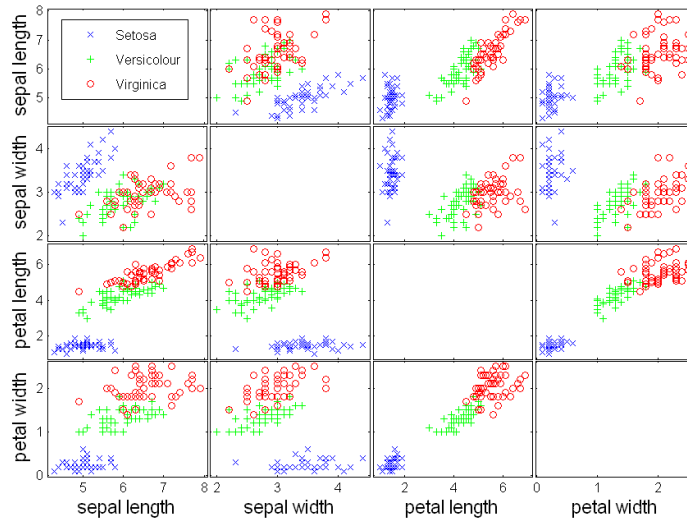 8
7
6
5
sepal length
Setosa
Versicolour
Virginica
4
3
2
sepal width
6
4
2
petal length
2
1
0
petal width
5 6 7 8
sepal length
2 3 4
sepal width
2 4 6
petal length
0 1 2
petal width